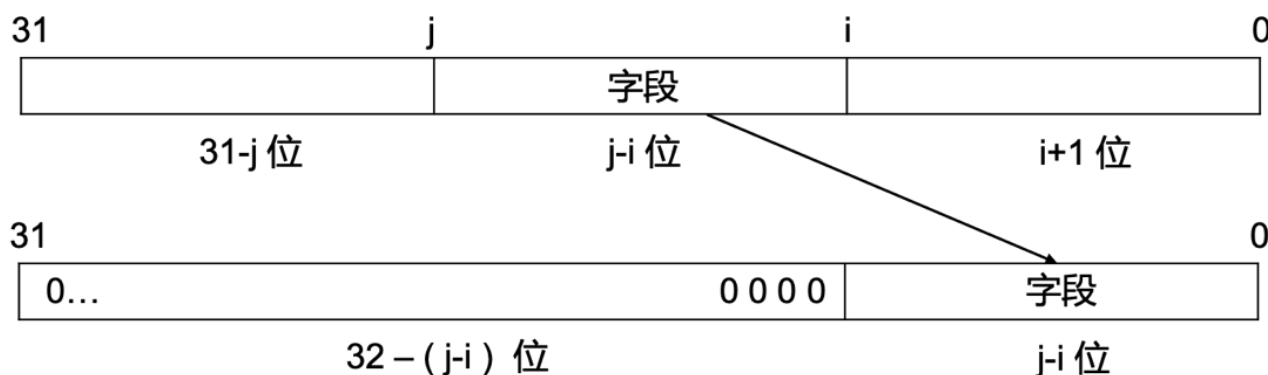 31 j i 0
字段
31-j 位 j-i 位 i+1 位
31 0
0... 0 0 0 0 字段
32 – ( j-i ) 位 j-i 位